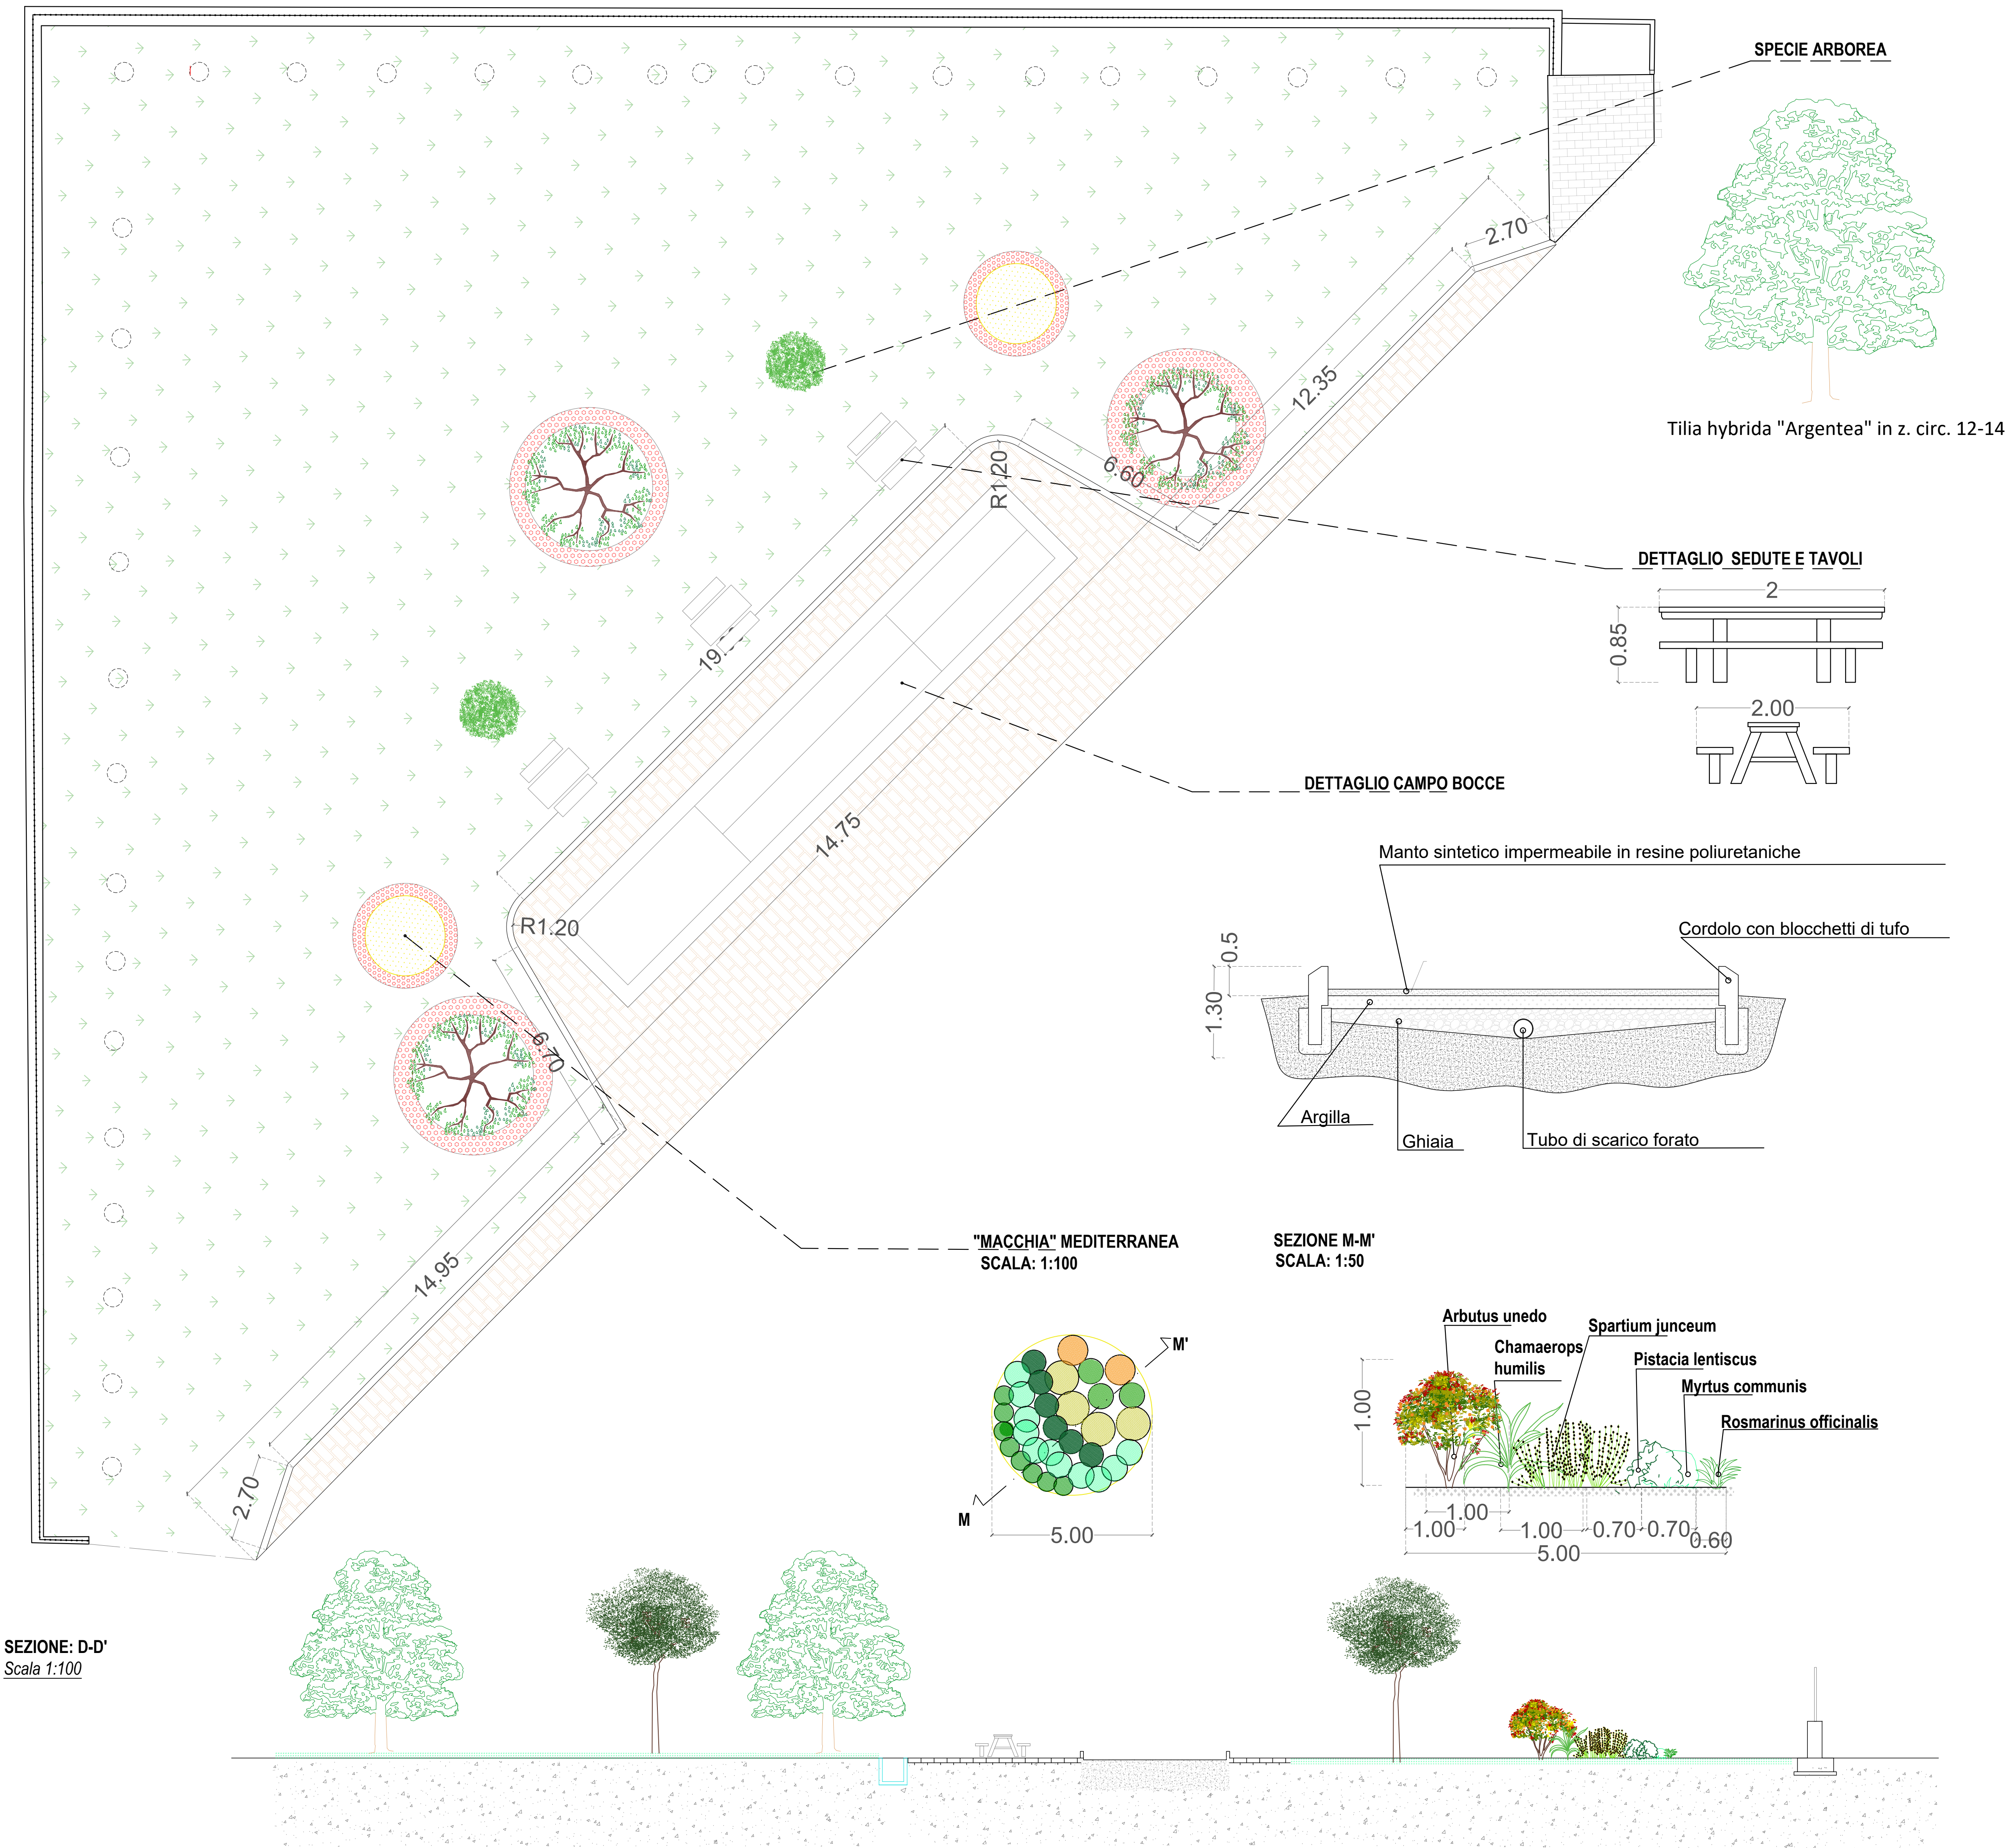 SPECIE ARBOREA
Tilia hybrida "Argentea" in z. circ. 12-14
2.70
12.35
6.60
R1.20
DETTAGLIO SEDUTE E TAVOLI
2
0.85
2.00
DETTAGLIO CAMPO BOCCE
14.75
R1.20
6.70
14.95
2.70
Manto sintetico impermeabile in resine poliuretaniche
Cordolo con blocchetti di tufo
0.5
1.30
Argilla
Ghiaia
Tubo di scarico forato
"MACCHIA" MEDITERRANEA
SCALA: 1:100
M'
M
5.00
SEZIONE M-M'
SCALA: 1:50
Arbutus unedo
Chamaerops
humilis
Spartium junceum
Pistacia lentiscus
Myrtus communis
Rosmarinus officinalis
1.00
1.00
1.00
1.00
0.70
0.70
0.60
5.00
SEZIONE: D-D'
Scala 1:100